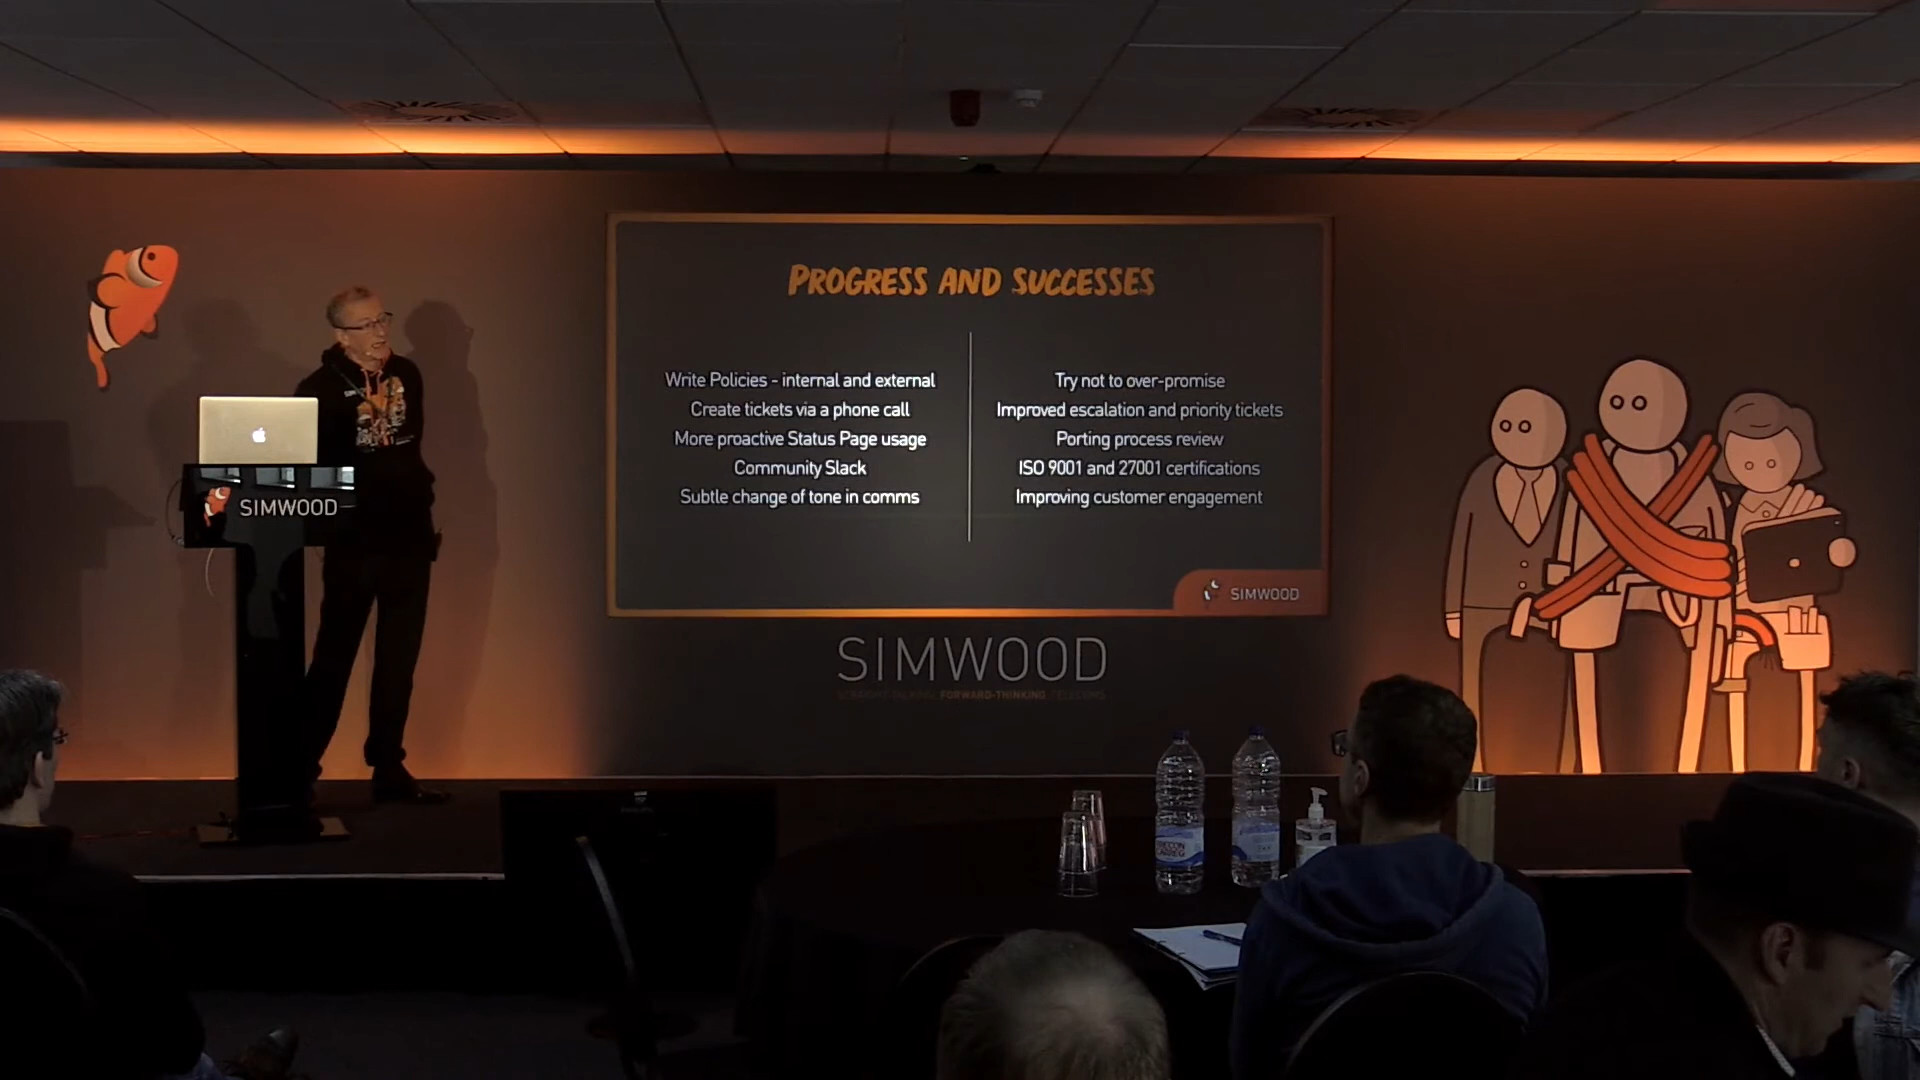 PROGRESS AND SUCCESSES
Write Policies - internal and external
Create tickets via a phone call
More proactive Status Page usage
Community Slack
Subtle change of tone in comms
Try not to over-promise
Improved escalation and priority tickets
Porting process review
ISO 9001 and 27001 certifications
Improving customer engagement
SIMWOOD
SIMWOOD
SIMWOOD
FORWARD-THINKING